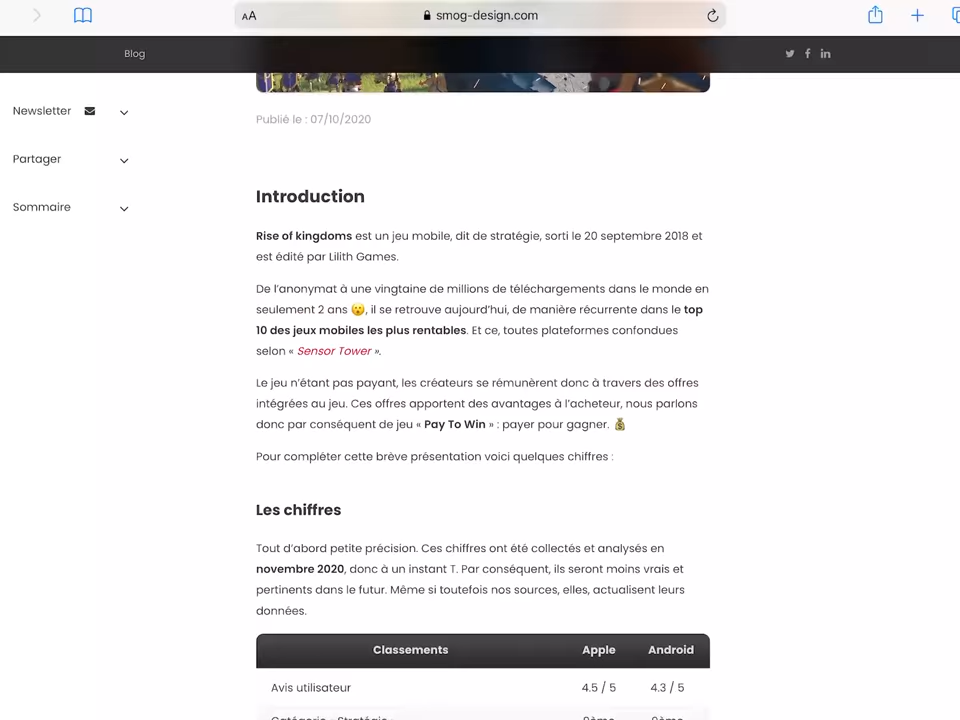 AA
smog-design.com
Blog
Newsletter
Partager
Sommaire
Publié le : 07/10/2020
Introduction
Rise of kingdoms est un jeu mobile, dit de stratégie, sorti le 20 septembre 2018 et
est édité par Lilith Games.
De l’anonymat à une vingtaine de millions de téléchargements dans le monde en
seulement 2 ans 😮, il se retrouve aujourd’hui, de manière récurrente dans le top
10 des jeux mobiles les plus rentables. Et ce, toutes plateformes confondues
selon « Sensor Tower ».
Le jeu n’étant pas payant, les créateurs se rémunèrent donc à travers des offres
intégrées au jeu. Ces offres apportent des avantages à l’acheteur, nous parlons
donc par conséquent de jeu « Pay To Win » : payer pour gagner. 💰
Pour compléter cette brève présentation voici quelques chiffres :
Les chiffres
Tout d’abord petite précision. Ces chiffres ont été collectés et analysés en
novembre 2020, donc à un instant T. Par conséquent, ils seront moins vrais et
pertinents dans le futur. Même si toutefois nos sources, elles, actualisent leurs
données.
Classements Apple Android
Avis utilisateur 4.5 / 5 4.3 / 5